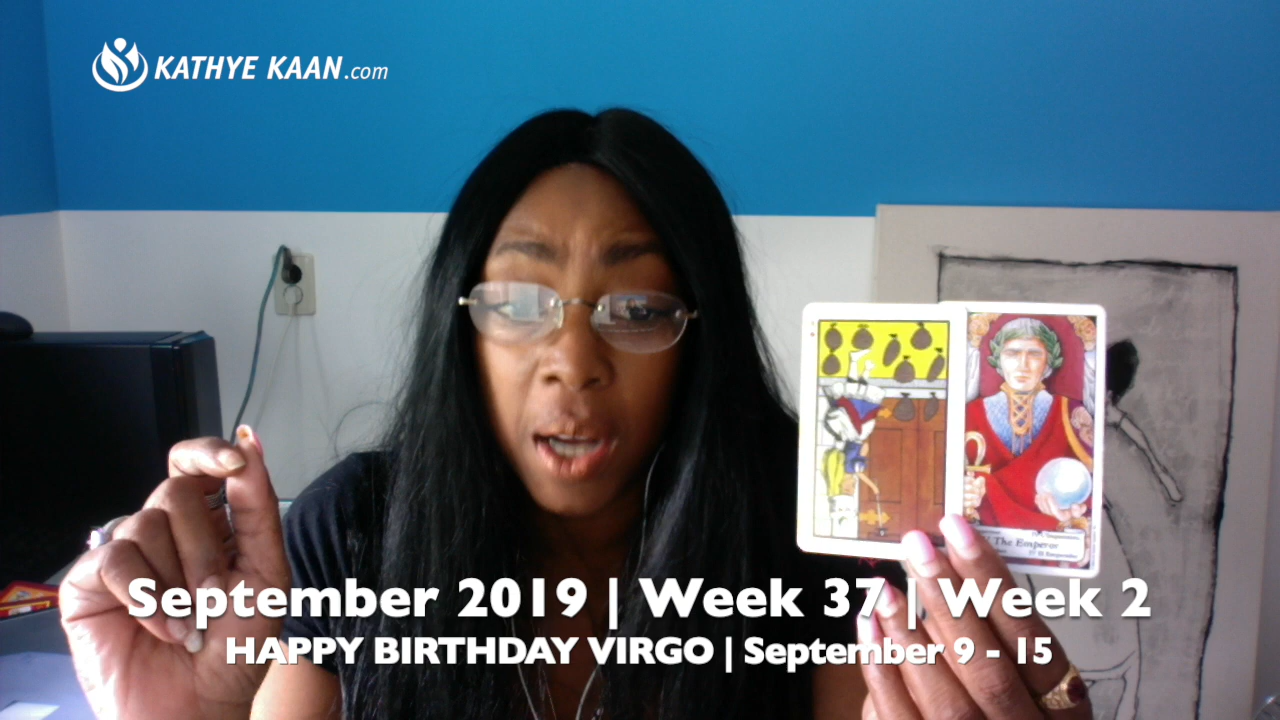 KATHYE KAAN.com
The Emperor
September 2019 | Week 37 | Week 2
HAPPY BIRTHDAY VIRGO | September 9 - 15